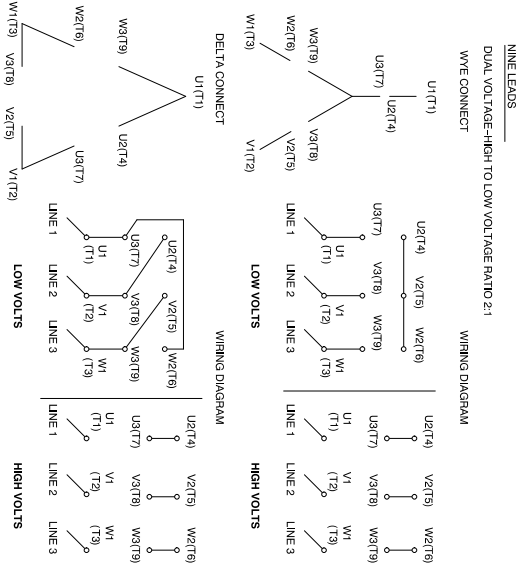 NINE LEADS
DUAL VOLTAGE–HIGH TO LOW VOLTAGE RATIO 2:1
WYE CONNECT
WIRING DIAGRAM
U1(T1)
U3(T7)
U2(T4)
W3(T9)
W2(T6)
W1(T3)
V3(T8)
V2(T5)
V1(T2)
U2(T4)
V2(T5)
W2(T6)
U3(T7)
V3(T8)
W3(T9)
U1
(T1)
V1
(T2)
W1
(T3)
LINE 1
LINE 2
LINE 3
LOW VOLTS
U2(T4)
V2(T5)
W2(T6)
U3(T7)
V3(T8)
W3(T9)
U1
(T1)
V1
(T2)
W1
(T3)
LINE 1
LINE 2
LINE 3
HIGH VOLTS
DELTA CONNECT
WIRING DIAGRAM
U1(T1)
W3(T9)
U2(T4)
W2(T6)
U3(T7)
W1(T3)
V3(T8)
V2(T5)
V1(T2)
U2(T4)
V2(T5)
W2(T6)
U3(T7)
V3(T8)
W3(T9)
U1
(T1)
V1
(T2)
W1
(T3)
LINE 1
LINE 2
LINE 3
LOW VOLTS
U2(T4)
V2(T5)
W2(T6)
U3(T7)
V3(T8)
W3(T9)
U1
(T1)
V1
(T2)
W1
(T3)
LINE 1
LINE 2
LINE 3
HIGH VOLTS